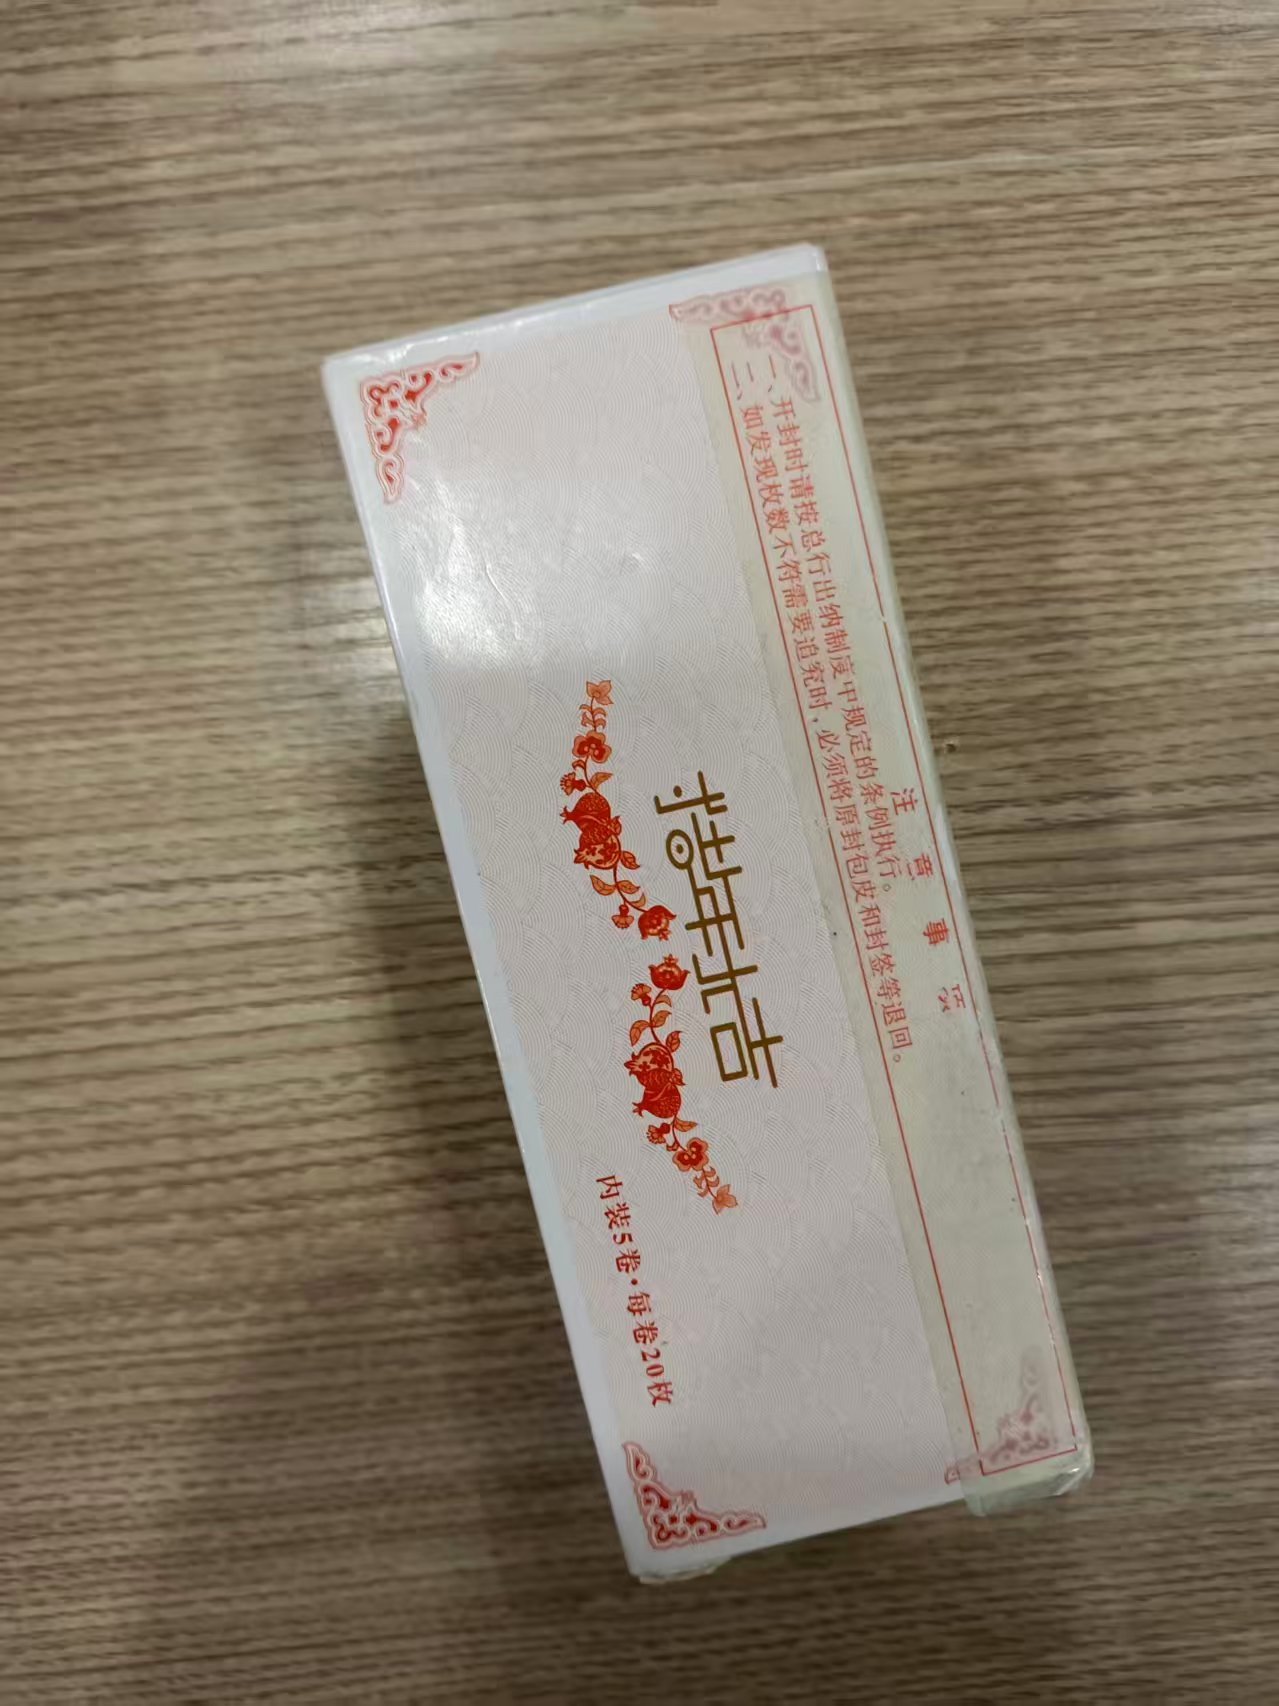 注意事项
一、开封时请按总行出纳制度中规定的条例执行。
二、如发现枚数不符需要追究时，必须将原封包皮和封签等退回。
猪年大吉
内装5卷·每卷20枚